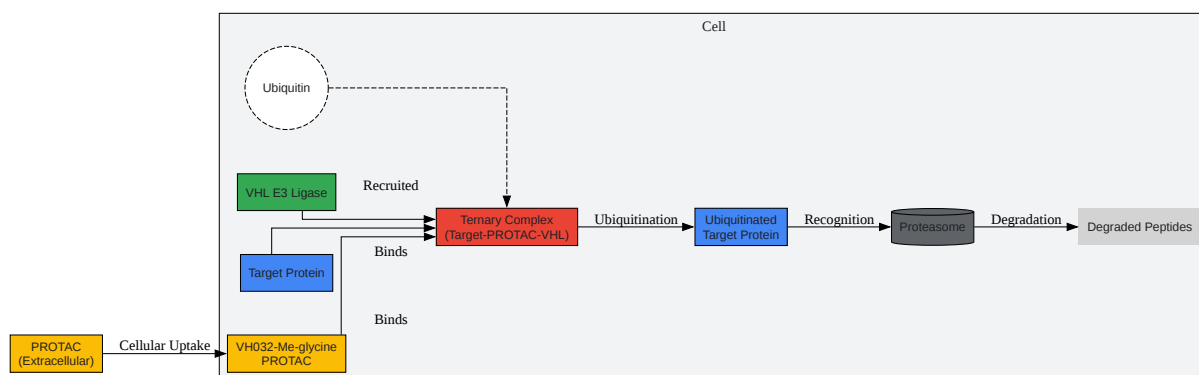 Cell
Ubiquitin
VHL E3 Ligase
Recruited
Ternary Complex
(Target-PROTAC-VHL)
Ubiquitination
Ubiquitinated
Target Protein
Recognition
Proteasome
Degradation
Degraded Peptides
Binds
Target Protein
Binds
PROTAC
(Extracellular)
Cellular Uptake
VH032-Me-glycine
PROTAC